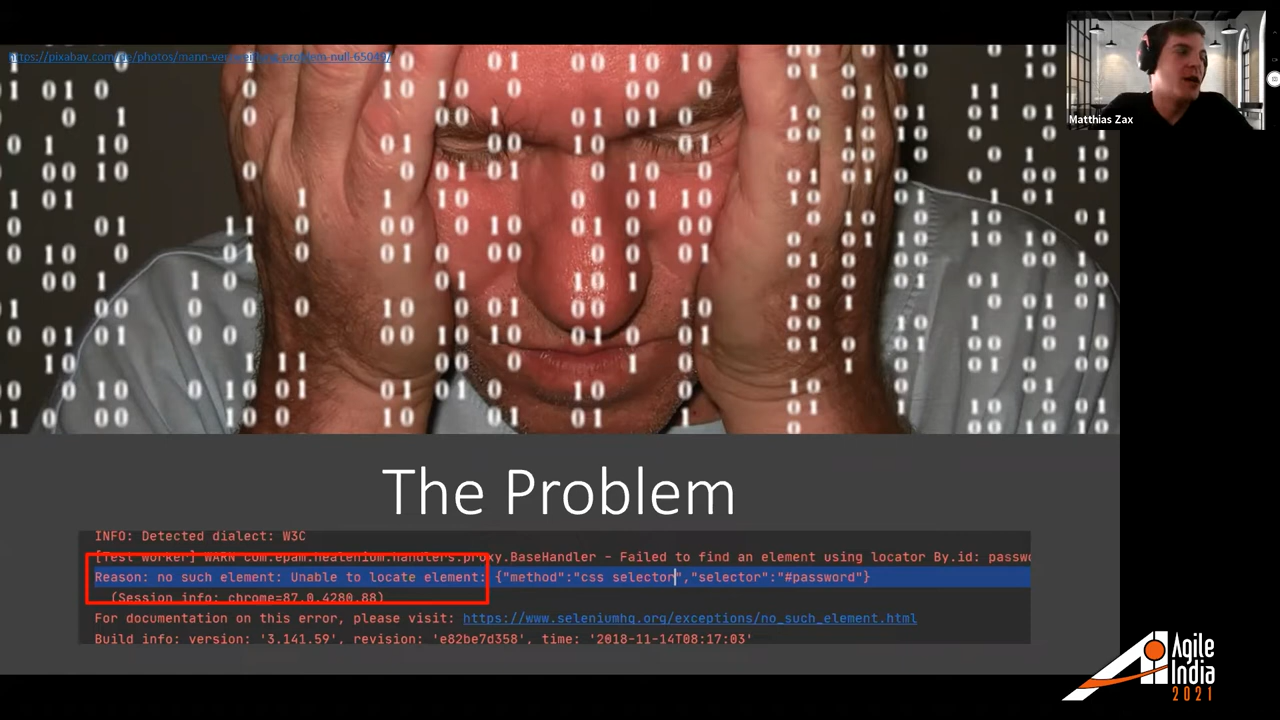 https://pixabay.com/de/photos/mann-verzweiflung-problem-null-65049/
Matthias Zax
The Problem
INFO: Detected dialect: W3C
[Test worker] WARN com.epam.healenium.handlers.proxy.BaseHandler - Failed to find an element using locator By.id: passwo
Reason: no such element: Unable to locate element: {"method":"css selector","selector":"#password"}
(Session info: chrome=87.0.4280.88)
For documentation on this error, please visit: https://www.seleniumhq.org/exceptions/no_such_element.html
Build info: version: '3.141.59', revision: 'e82be7d358', time: '2018-11-14T08:17:03'
Agile
India
2021